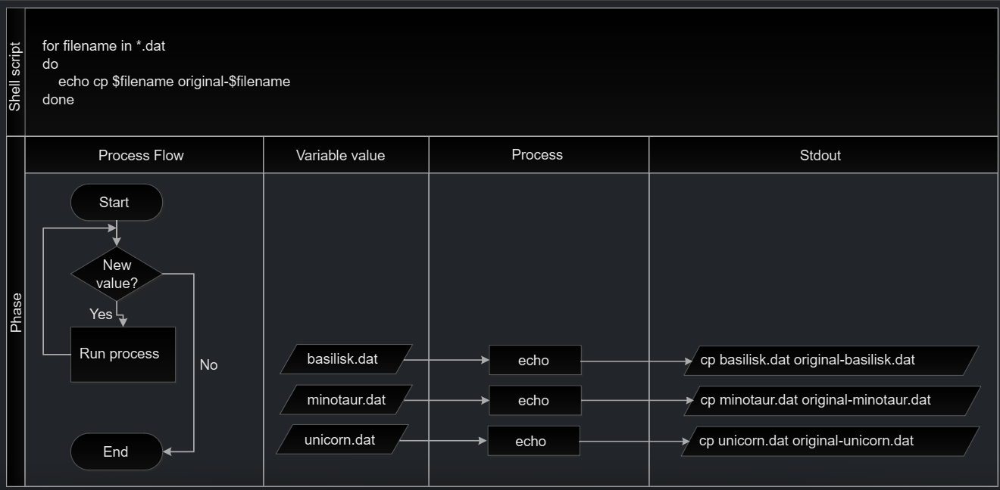 Shell script
for filename in *.dat
do
    echo cp $filename original-$filename
done
Phase
Process Flow
Variable value
Process
Stdout
Start
New
value?
Yes
Run process
No
End
basilisk.dat
echo
cp basilisk.dat original-basilisk.dat
minotaur.dat
echo
cp minotaur.dat original-minotaur.dat
unicorn.dat
echo
cp unicorn.dat original-unicorn.dat